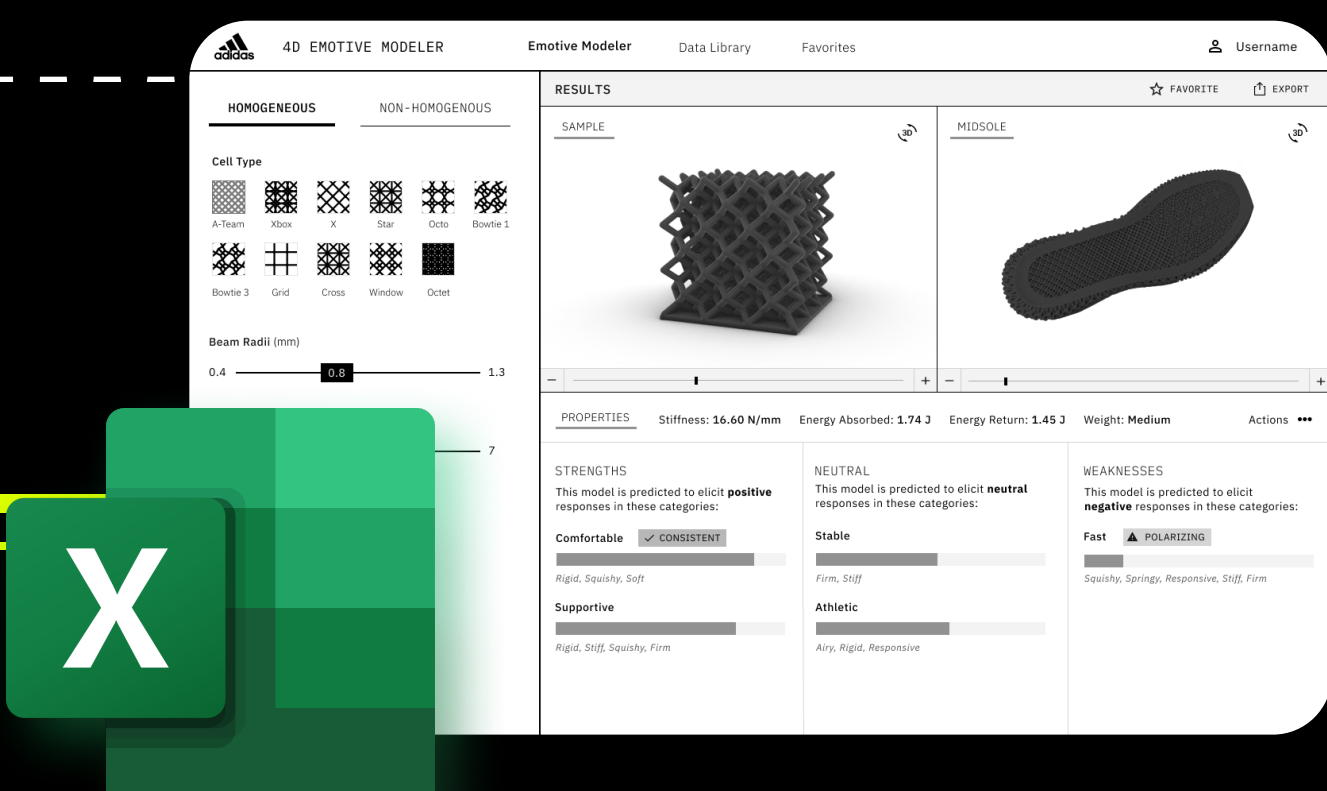 adidas
4D EMOTIVE MODELER
Emotive Modeler
Data Library
Favorites
Username
HOMOGENEOUS
NON-HOMOGENOUS
Cell Type
A-Team
Xbox
X
Star
Octo
Bowtie 1
Bowtie 3
Grid
Cross
Window
Octet
Beam Radii (mm)
0.4
0.8
1.3
7
X
RESULTS
FAVORITE
EXPORT
SAMPLE
3D
MIDSOLE
3D
PROPERTIES
Stiffness: 16.60 N/mm
Energy Absorbed: 1.74 J
Energy Return: 1.45 J
Weight: Medium
Actions
STRENGTHS
This model is predicted to elicit positive
responses in these categories:
Comfortable
CONSISTENT
Rigid, Squishy, Soft
Supportive
Rigid, Stiff, Squishy, Firm
NEUTRAL
This model is predicted to elicit neutral
responses in these categories:
Stable
Firm, Stiff
Athletic
Airy, Rigid, Responsive
WEAKNESSES
This model is predicted to elicit
negative responses in these categories:
Fast
POLARIZING
Squishy, Springy, Responsive, Stiff, Firm